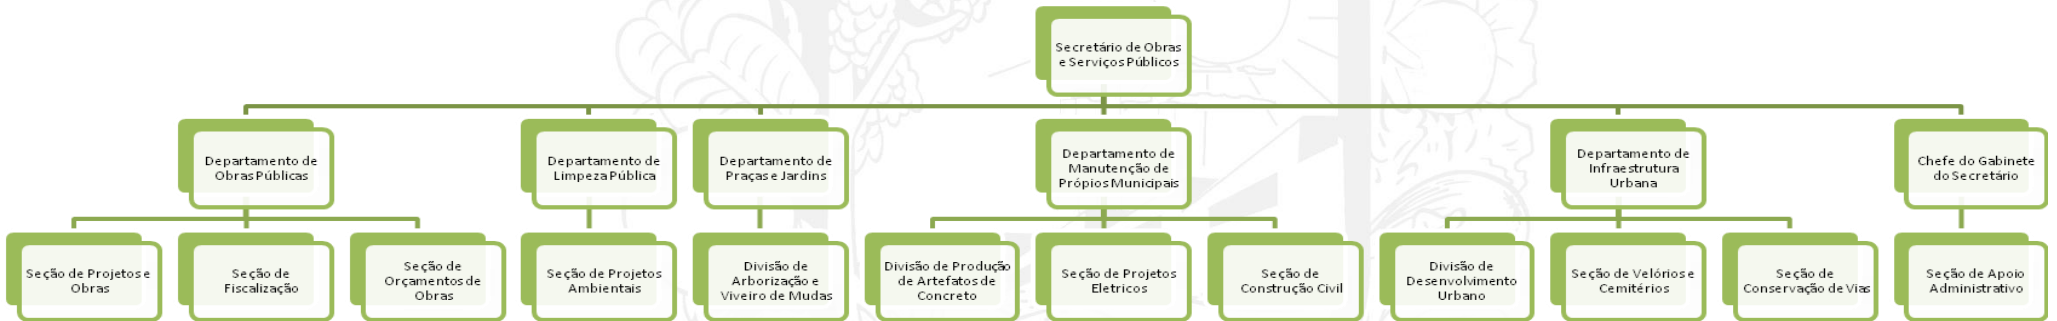 Secretário de Obras
e Serviços Públicos
Departamento de
Obras Públicas
Departamento de
Limpeza Pública
Departamento de
Praças e Jardins
Departamento de
Manutenção de
Própios Municipais
Departamento de
Infraestrutura
Urbana
Chefe do Gabinete
do Secretário
Seção de Projetos e
Obras
Seção de
Fiscalização
Seção de
Orçamentos de
Obras
Seção de Projetos
Ambientais
Divisão de
Arborização e
Viveiro de Mudas
Divisão de Produção
de Artefatos de
Concreto
Seção de Projetos
Eletricos
Seção de
Construção Civil
Divisão de
Desenvolvimento
Urbano
Seção de Velórios e
Cemitérios
Seção de
Conservação de Vias
Seção de Apoio
Administrativo